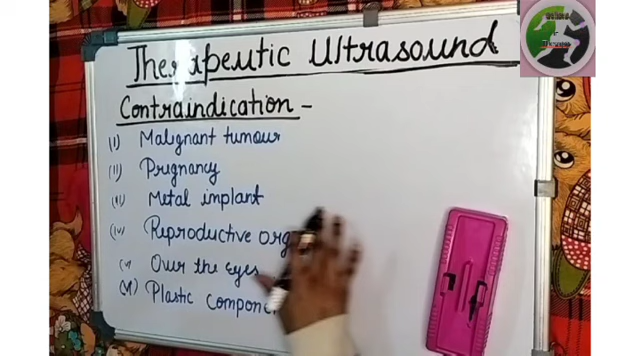 Therapeutic Ultrasound
Contraindication -
(i) Malignant tumour
(ii) Pregnancy
(iii) Metal implant
(iv) Reproductive
(v) Over the eyes
(vi) Plastic